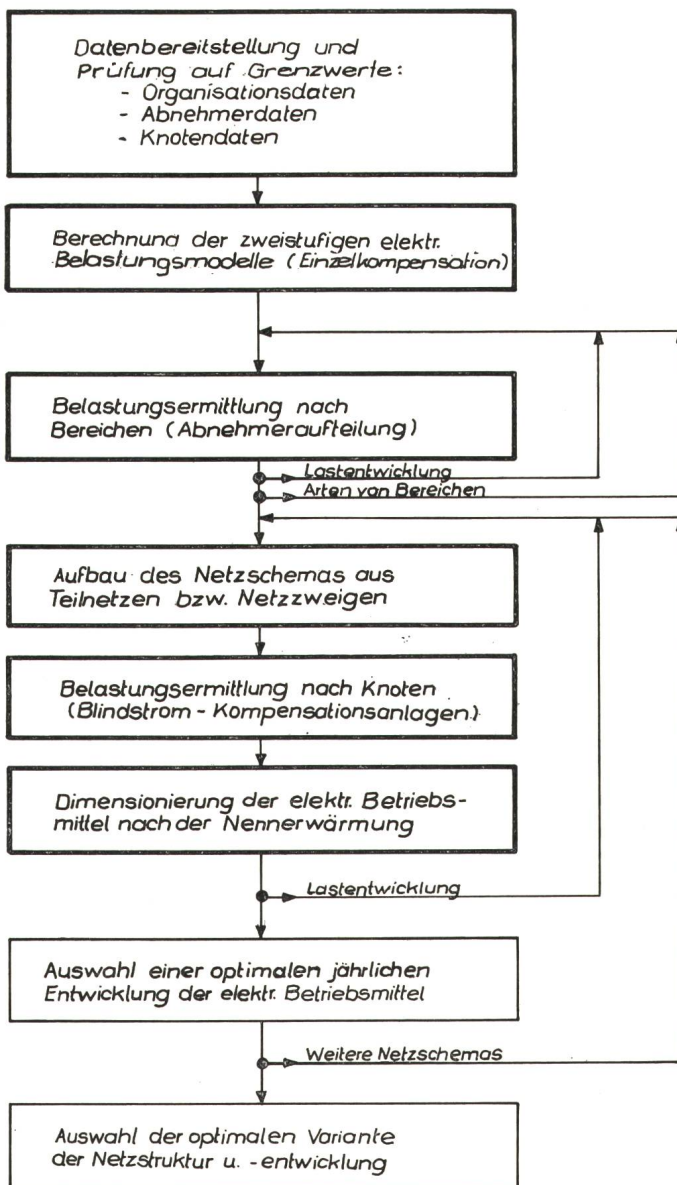 Datenbereitstellung und
Prüfung auf Grenzwerte:
- Organisationsdaten
- Abnehmerdaten
- Knotendaten
Berechnung der zweistufigen elektr.
Belastungsmodelle (Einzelkompensation)
Belastungsermittlung nach
Bereichen (Abnehmeraufteilung)
Lastentwicklung
Arten von Bereichen
Aufbau des Netzschemas aus
Teilnetzen bzw. Netzzweigen
Belastungsermittlung nach Knoten
(Blindstrom-Kompensationsanlagen)
Dimensionierung der elektr. Betriebs-
mittel nach der Nennerwärmung
Lastentwicklung
Auswahl einer optimalen jährlichen
Entwicklung der elektr. Betriebsmittel
Weitere Netzschemas
Auswahl der optimalen Variante
der Netzstruktur u. -entwicklung